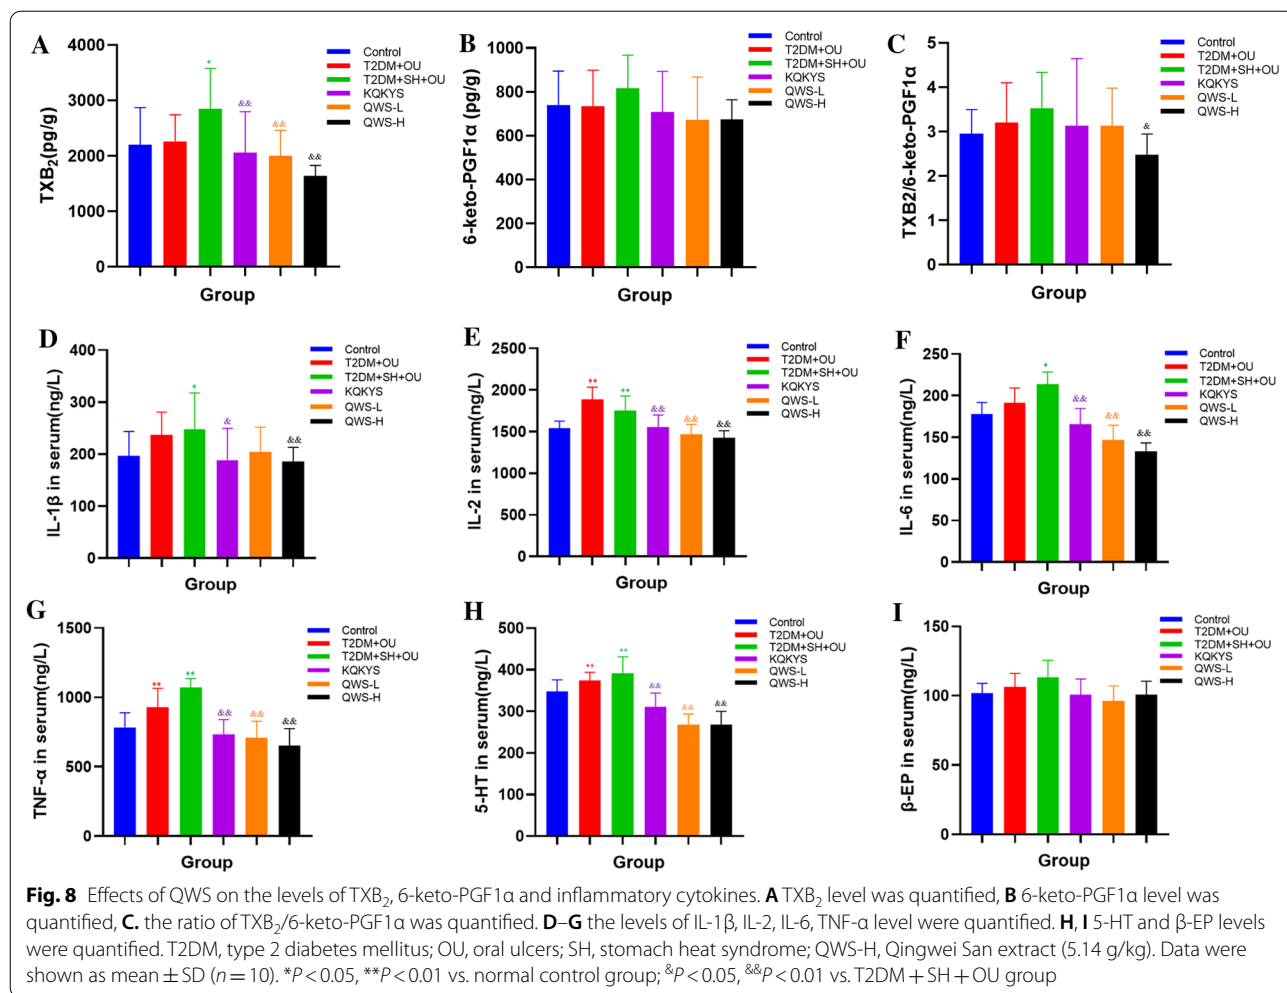 A
TXB2(pg/g)
4000
3000
2000
1000
0
*
&&
&&
&&
Group
Control
T2DM+OU
T2DM+SH+OU
KQKYS
QWS-L
QWS-H
B
6-keto-PGF1α (pg/g)
1000
800
600
400
200
0
Group
Control
T2DM+OU
T2DM+SH+OU
KQKYS
QWS-L
QWS-H
C
TXB2/6-keto-PGF1α
5
4
3
2
1
0
&
Group
Control
T2DM+OU
T2DM+SH+OU
KQKYS
QWS-L
QWS-H
D
IL-1β in serum(ng/L)
400
300
200
100
0
*
&
&&
Group
Control
T2DM+OU
T2DM+SH+OU
KQKYS
QWS-L
QWS-H
E
IL-2 in serum(ng/L)
2500
2000
1500
1000
500
0
**
**
&&
&&
&&
Group
Control
T2DM+OU
T2DM+SH+OU
KQKYS
QWS-L
QWS-H
F
IL-6 in serum(ng/L)
250
200
150
100
50
0
*
&&
&&
&&
Group
Control
T2DM+OU
T2DM+SH+OU
KQKYS
QWS-L
QWS-H
G
TNF-α in serum(ng/L)
1500
1000
500
0
**
**
&&
&&
&&
Group
Control
T2DM+OU
T2DM+SH+OU
KQKYS
QWS-L
QWS-H
H
5-HT in serum(ng/L)
500
400
300
200
100
0
**
**
&&
&&
&&
Group
Control
T2DM+OU
T2DM+SH+OU
KQKYS
QWS-L
QWS-H
I
β-EP in serum(ng/L)
150
100
50
0
Group
Control
T2DM+OU
T2DM+SH+OU
KQKYS
QWS-L
QWS-H
Fig. 8 Effects of QWS on the levels of TXB2, 6-keto-PGF1α and inflammatory cytokines. A TXB2 level was quantified, B 6-keto-PGF1α level was
quantified, C. the ratio of TXB2/6-keto-PGF1α was quantified. D–G the levels of IL-1β, IL-2, IL-6, TNF-α level were quantified. H, I 5-HT and β-EP levels
were quantified. T2DM, type 2 diabetes mellitus; OU, oral ulcers; SH, stomach heat syndrome; QWS-H, Qingwei San extract (5.14 g/kg). Data were
shown as mean ± SD (n = 10). *P < 0.05, **P < 0.01 vs. normal control group; &P < 0.05, &&P < 0.01 vs. T2DM + SH + OU group